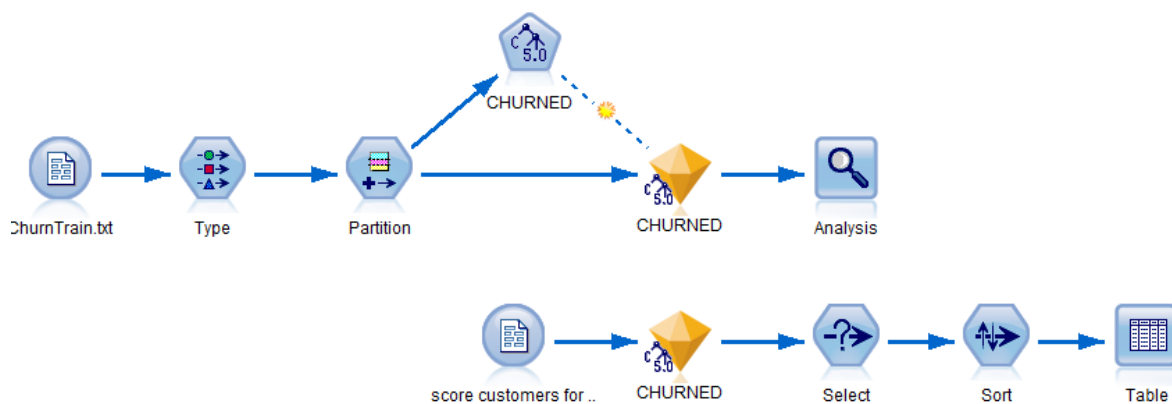 C 5.0
CHURNED
C 5.0
ChurnTrain.txt
Type
Partition
CHURNED
Analysis
C 5.0
score customers for ..
CHURNED
Select
Sort
Table